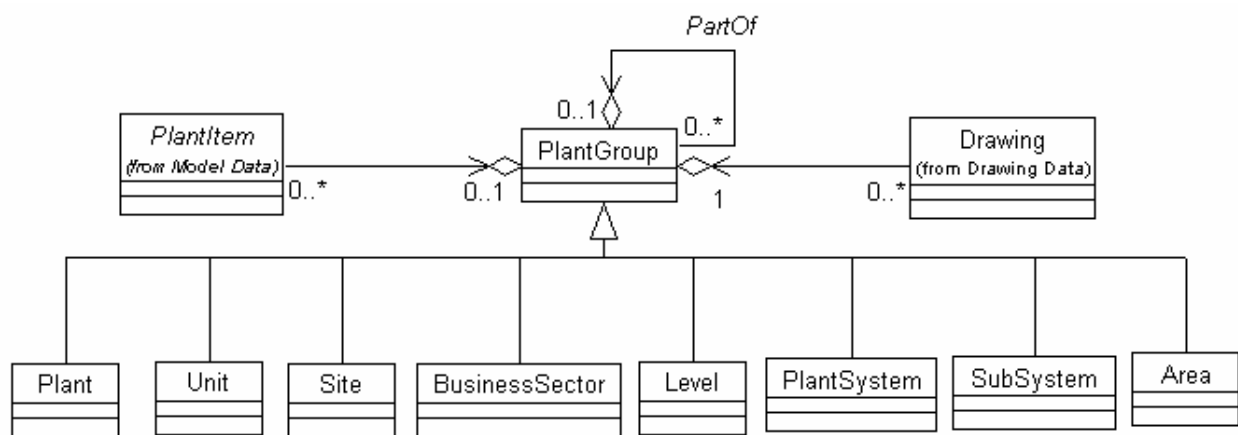 PartOf
0..1
0..*
PlantItem
(from Model Data)
0..*
0..1
PlantGroup
1
0..*
Drawing
(from Drawing Data)
Plant
Unit
Site
BusinessSector
Level
PlantSystem
SubSystem
Area